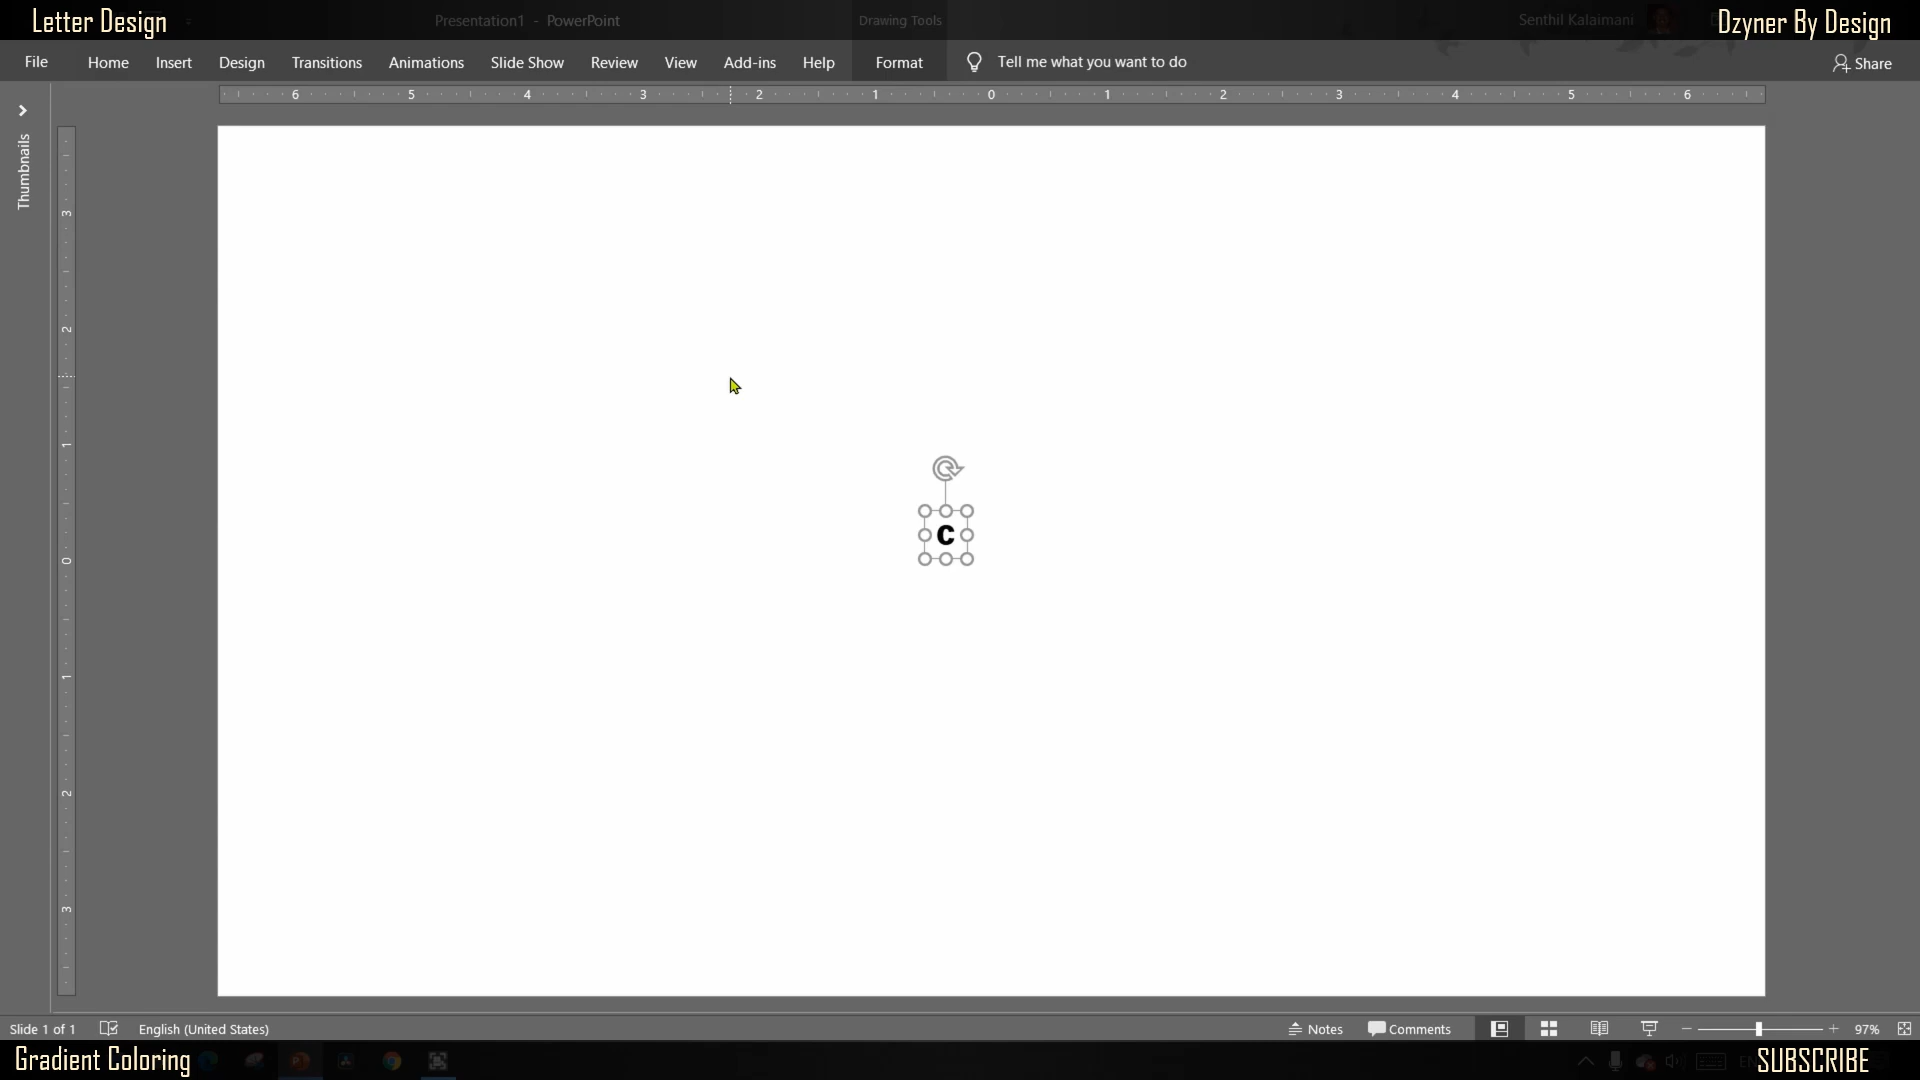 Letter Design
Presentation1 - PowerPoint
Drawing Tools
Senthil Kalaimani
Dzyner By Design
File Home Insert Design Transitions Animations Slide Show Review View Add-ins Help Format Tell me what you want to do Share
6 5 4 3 2 1 0 1 2 3 4 5 6
Thumbnails
3
2
1
0
1
2
3
C
Slide 1 of 1 English (United States) Notes Comments 97%
Gradient Coloring
SUBSCRIBE